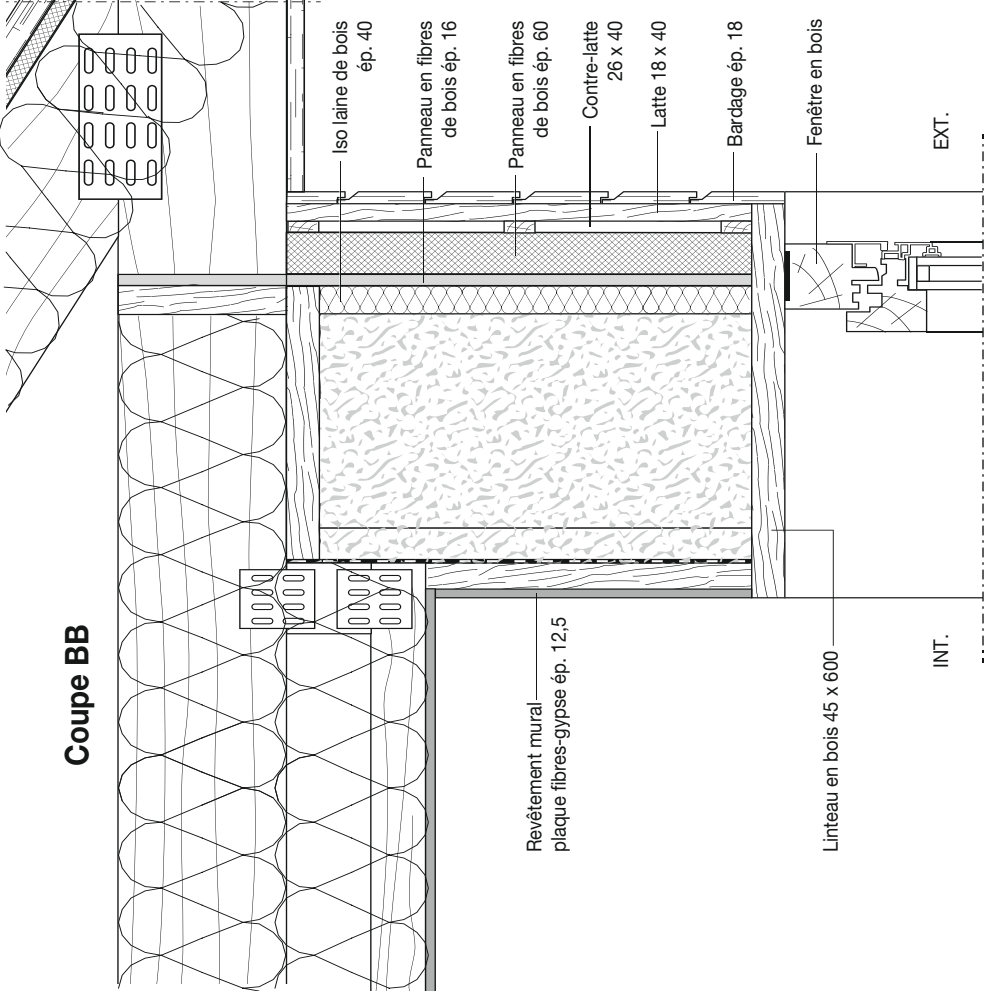 Coupe BB
Iso laine de bois
ép. 40
Panneau en fibres
de bois ép. 16
Panneau en fibres
de bois ép. 60
Contre-latte
26 x 40
Latte 18 x 40
Bardage ép. 18
Fenêtre en bois
EXT.
Revêtement mural
plaque fibres-gypse ép. 12,5
Linteau en bois 45 x 600
INT.